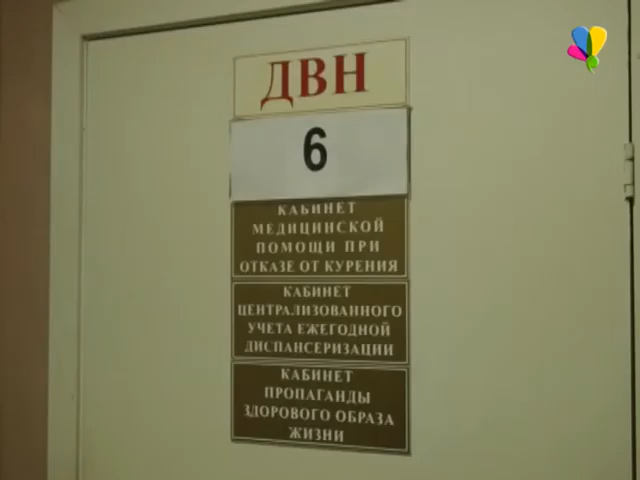 ДВН
6
КАБИНЕТ
МЕДИЦИНСКОЙ
ПОМОЩИ ПРИ
ОТКАЗЕ ОТ КУРЕНИЯ
КАБИНЕТ
ЦЕНТРАЛИЗОВАННОГО
УЧЕТА ЕЖЕГОДНОЙ
ДИСПАНСЕРИЗАЦИИ
КАБИНЕТ
ПРОПАГАНДЫ
ЗДОРОВОГО ОБРАЗА
ЖИЗНИ